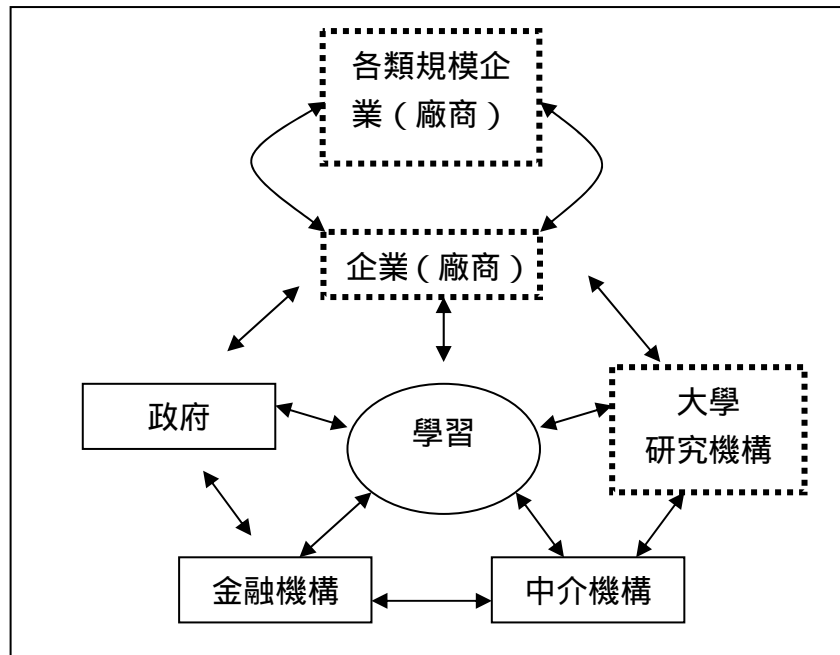 各類規模企
業（廠商）
企業（廠商）
政府
學習
大學
研究機構
金融機構
中介機構